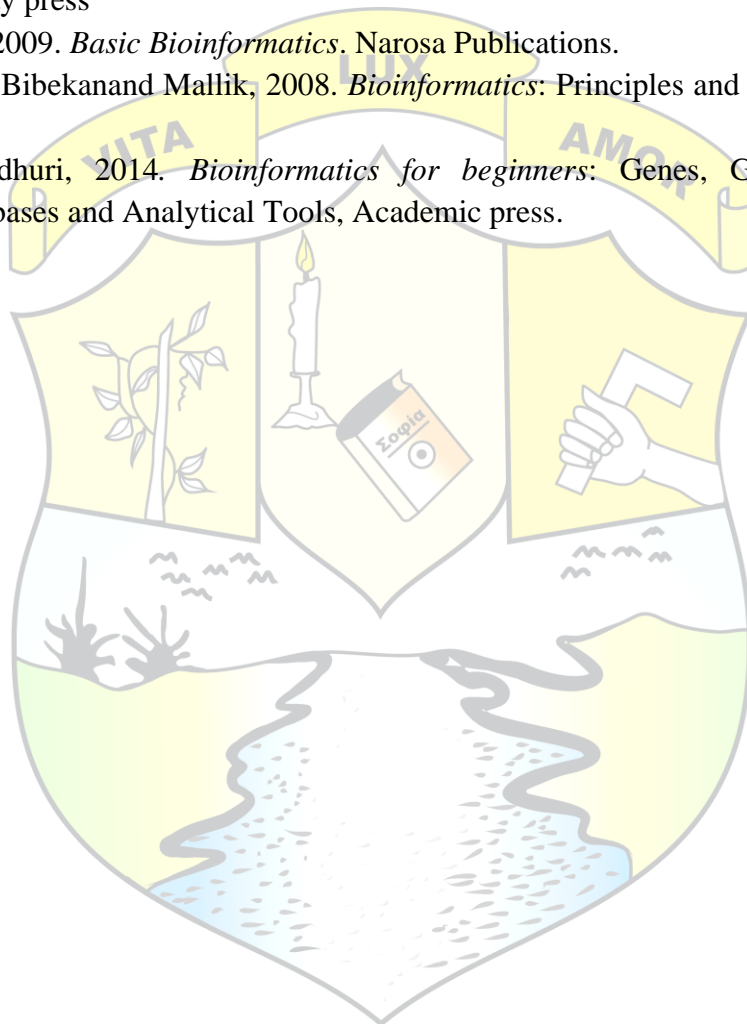 y press
2009. Basic Bioinformatics. Narosa Publications.
Bibekanand Mallik, 2008. Bioinformatics: Principles and
dhuri, 2014. Bioinformatics for beginners: Genes, G
bases and Analytical Tools, Academic press.
LUX
VITA
AMOR
Σοφία